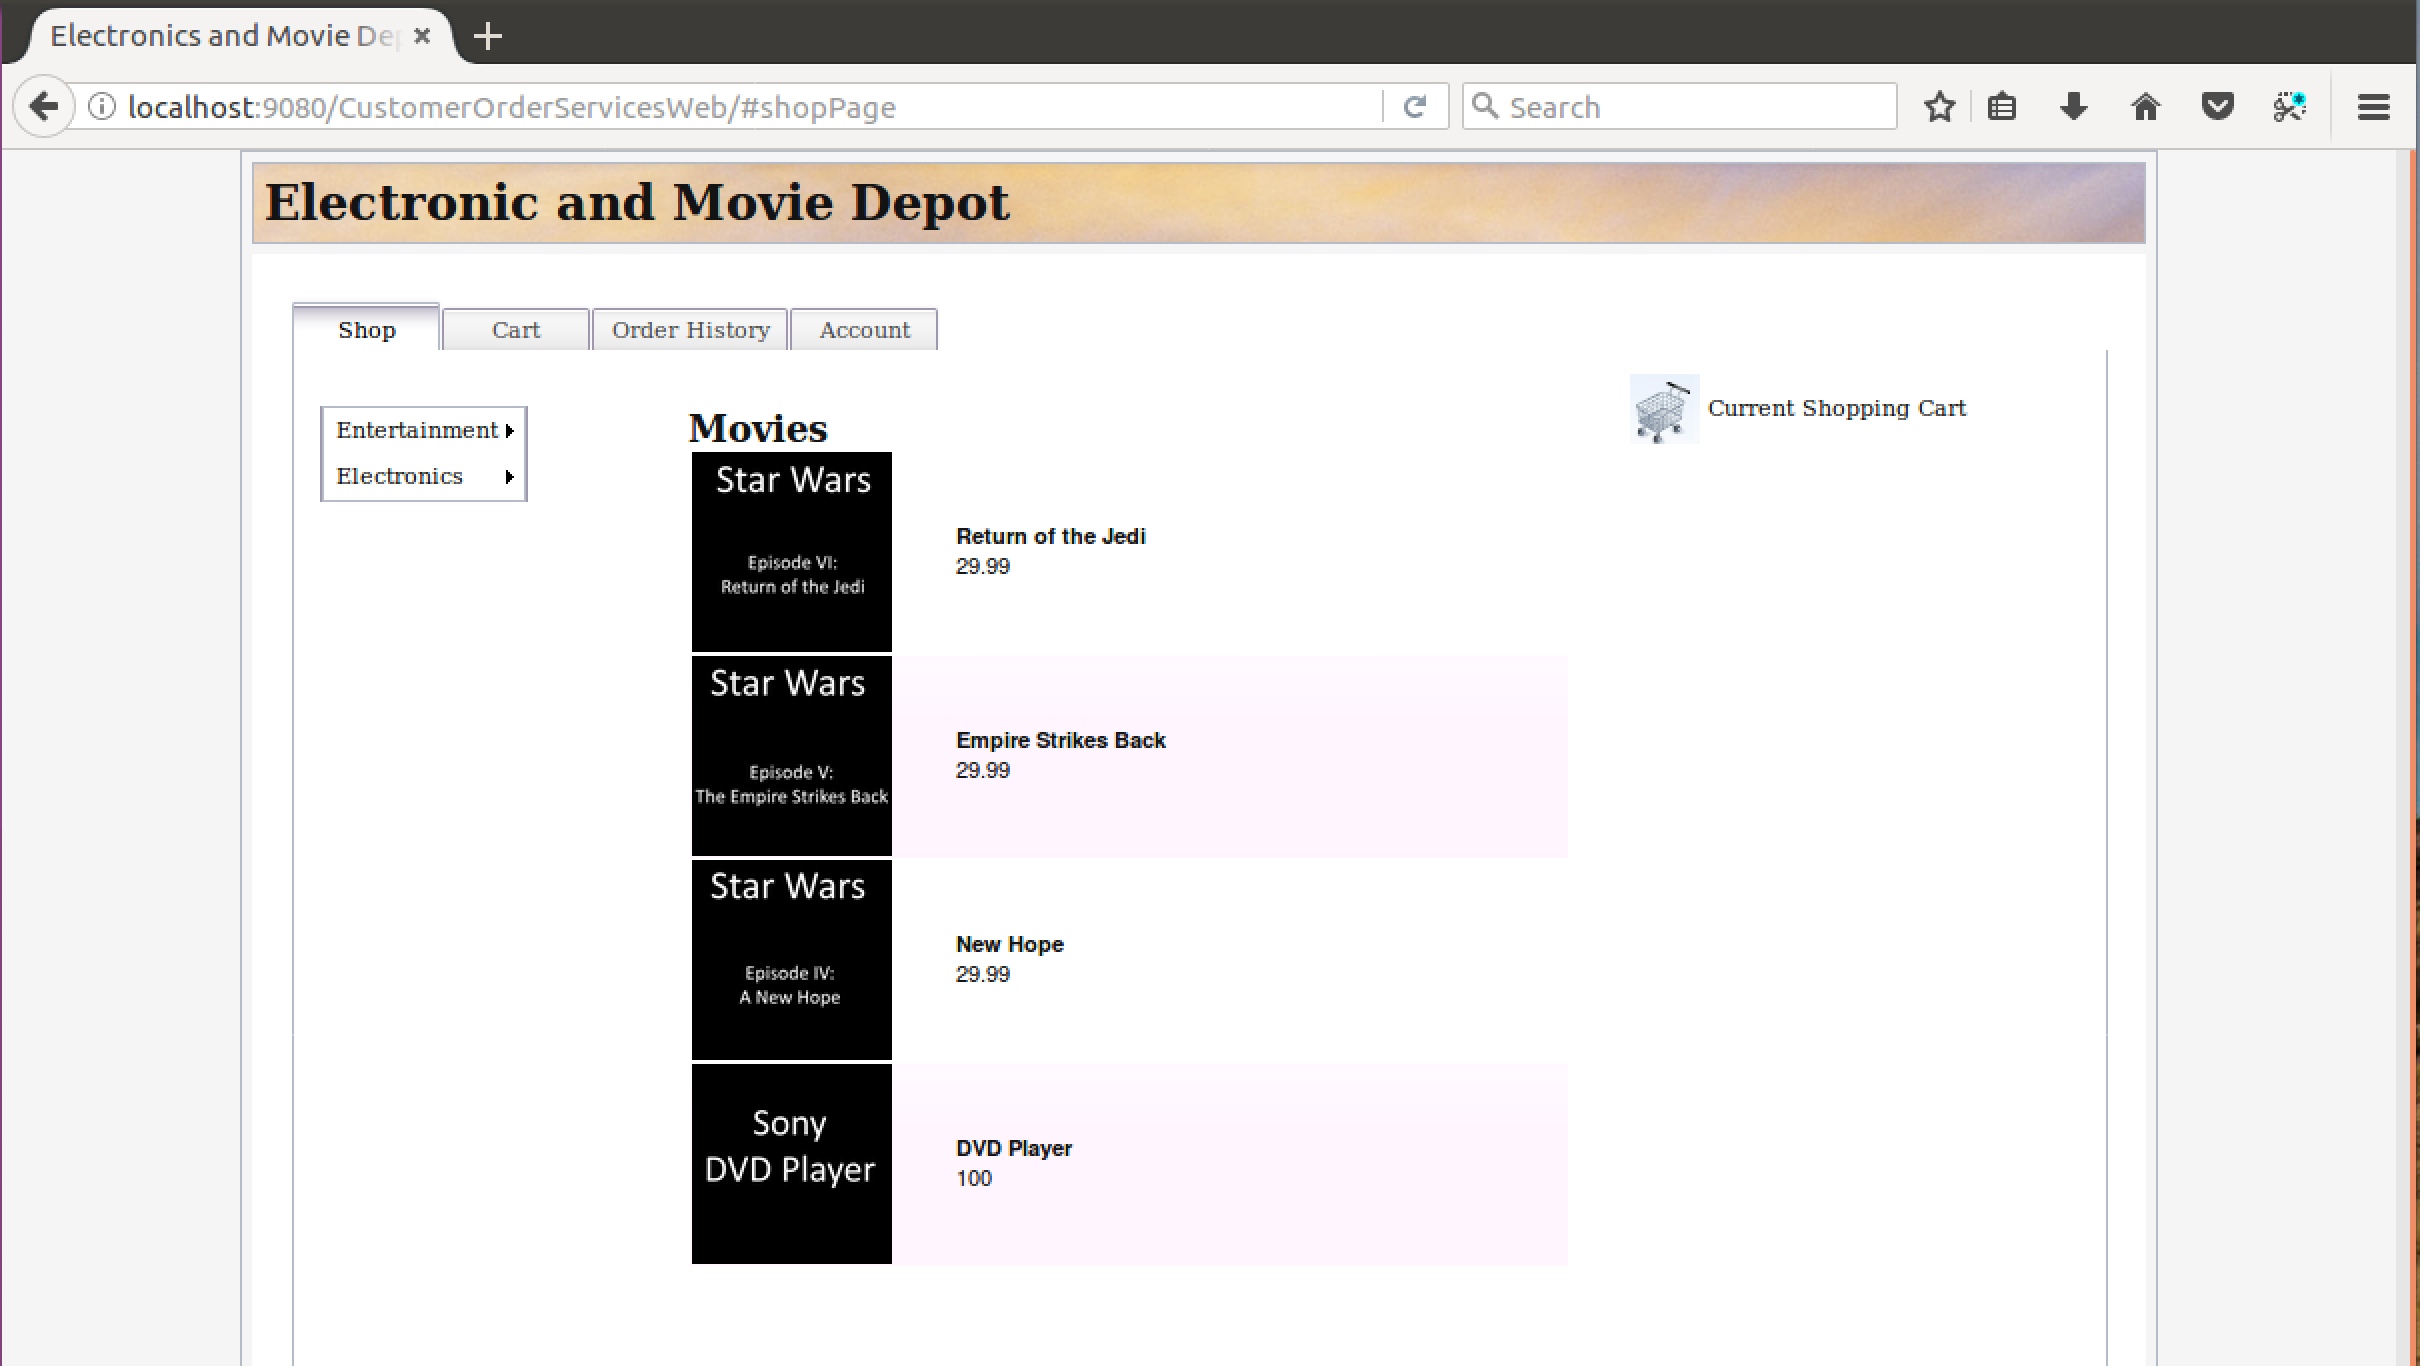 Electronics and Movie De
localhost:9080/CustomerOrderServicesWeb/#shopPage
Search
Electronic and Movie Depot
Shop
Cart
Order History
Account
Entertainment
Electronics
Movies
Current Shopping Cart
Star Wars
Episode VI:
Return of the Jedi
Return of the Jedi
29.99
Star Wars
Episode V:
The Empire Strikes Back
Empire Strikes Back
29.99
Star Wars
Episode IV:
A New Hope
New Hope
29.99
Sony
DVD Player
DVD Player
100